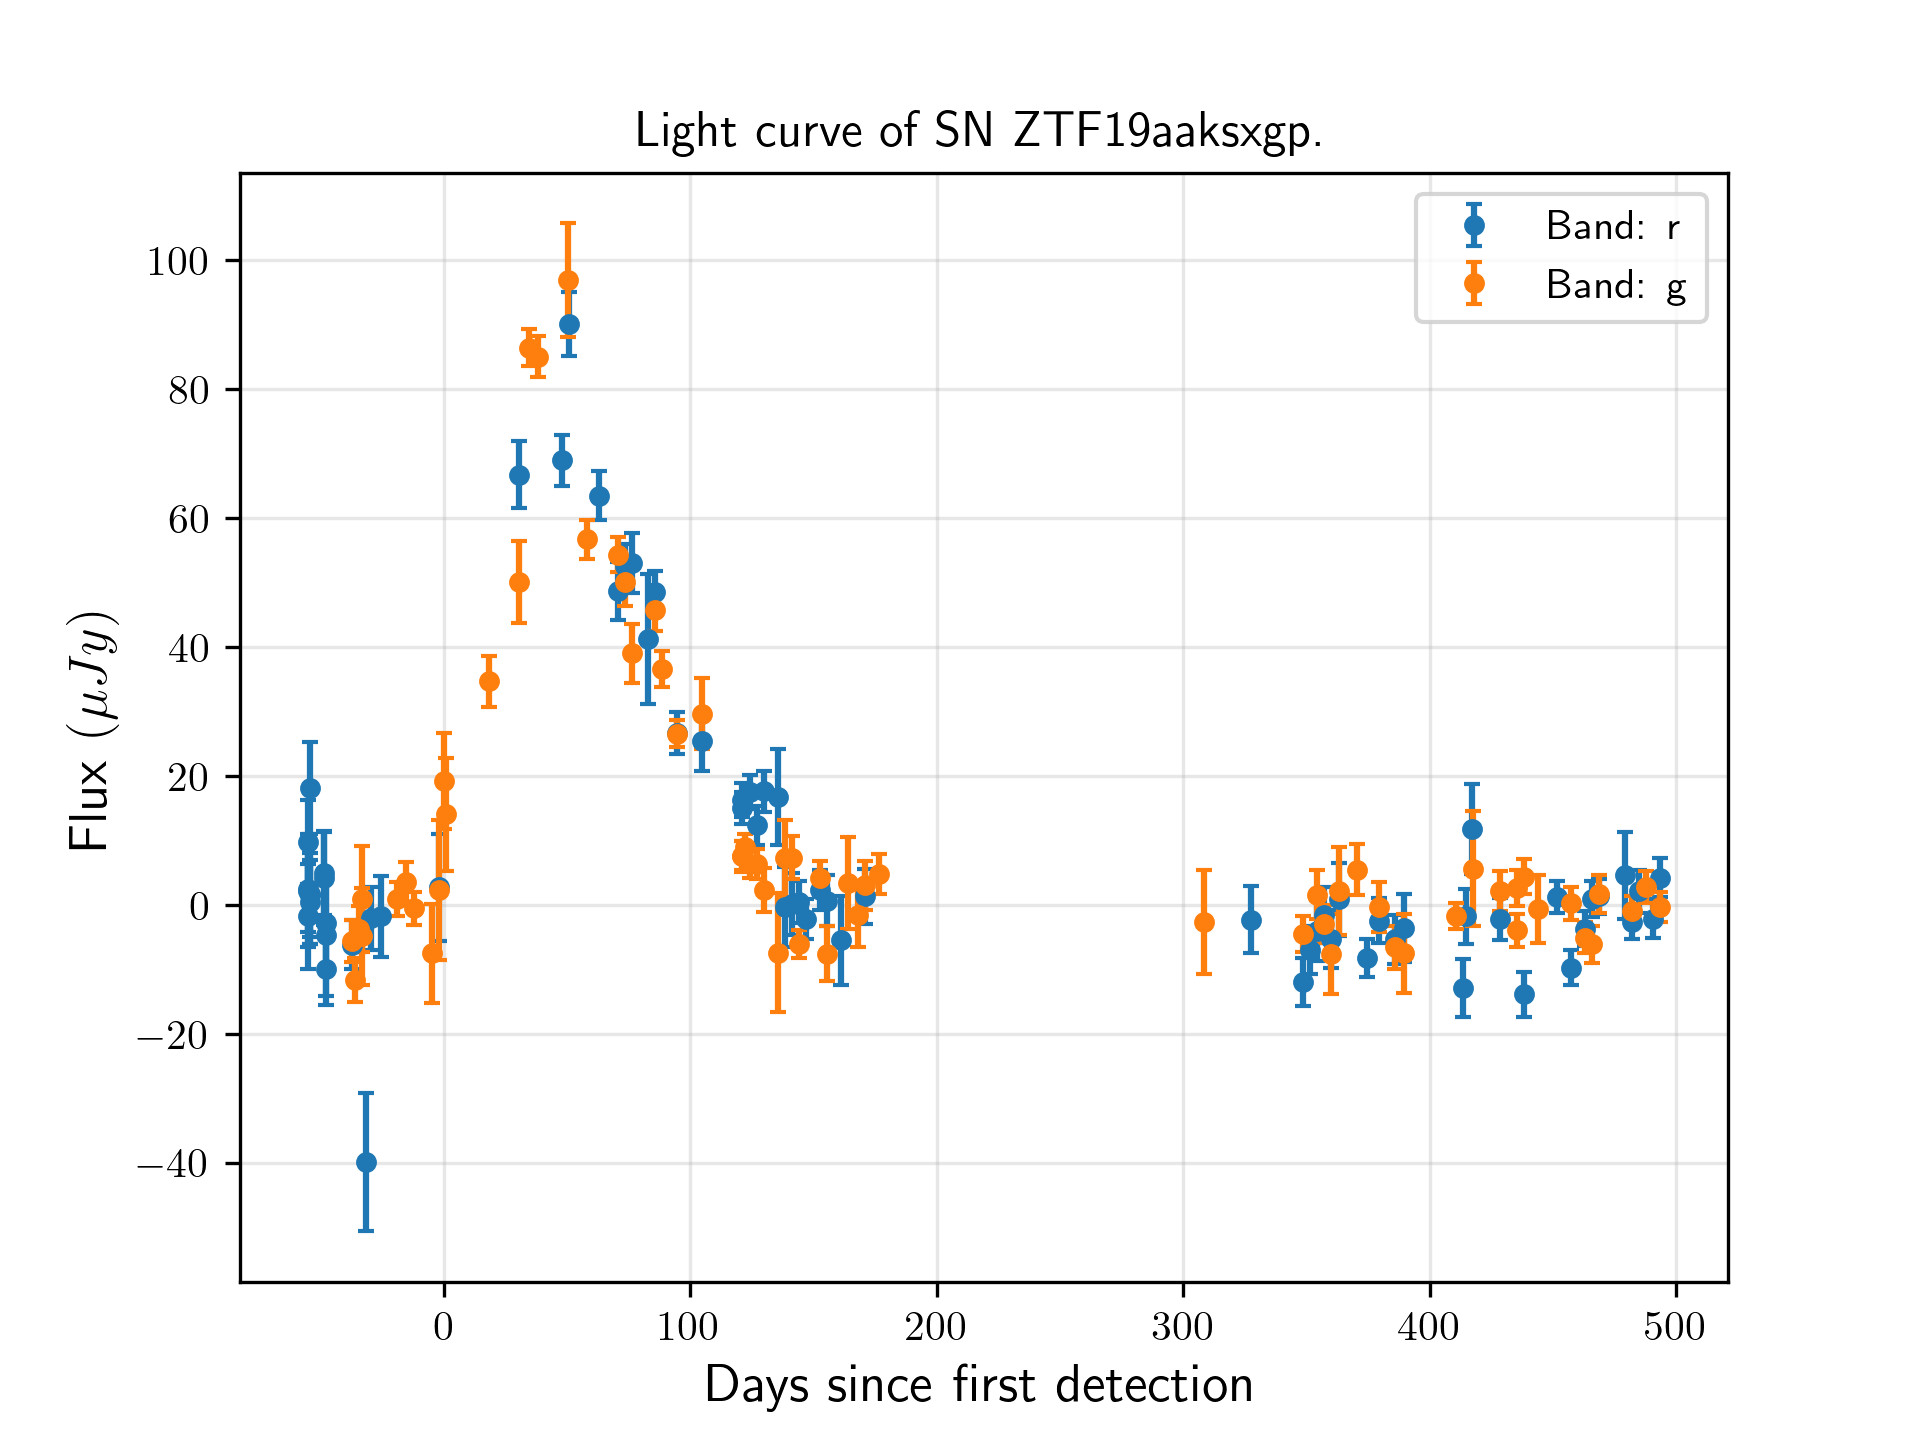 Light curve of SN ZTF19aaksxgp.
Band: r
Band: g
Flux (μJy)
100
80
60
40
20
0
−20
−40
0 100 200 300 400 500
Days since first detection